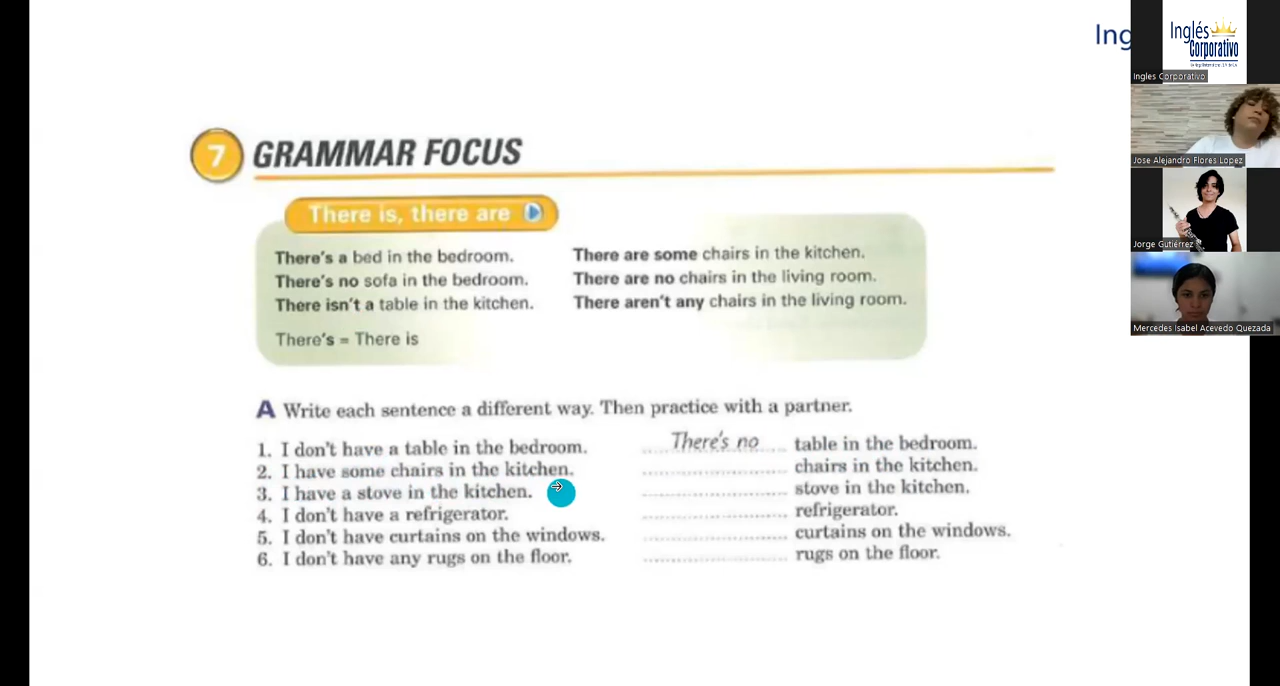 Ing
7 GRAMMAR FOCUS
There is, there are
There's a bed in the bedroom.
There's no sofa in the bedroom.
There isn't a table in the kitchen.
There's = There is
There are some chairs in the kitchen.
There are no chairs in the living room.
There aren't any chairs in the living room.
A Write each sentence a different way. Then practice with a partner.
1. I don't have a table in the bedroom. There's no table in the bedroom.
2. I have some chairs in the kitchen. chairs in the kitchen.
3. I have a stove in the kitchen. stove in the kitchen.
4. I don't have a refrigerator. refrigerator.
5. I don't have curtains on the windows. curtains on the windows.
6. I don't have any rugs on the floor. rugs on the floor.
Inglés
Corporativo
Ingles Corporativo
Jose Alejandro Flores Lopez
Jorge Gutiérrez
Mercedes Isabel Acevedo Quezada